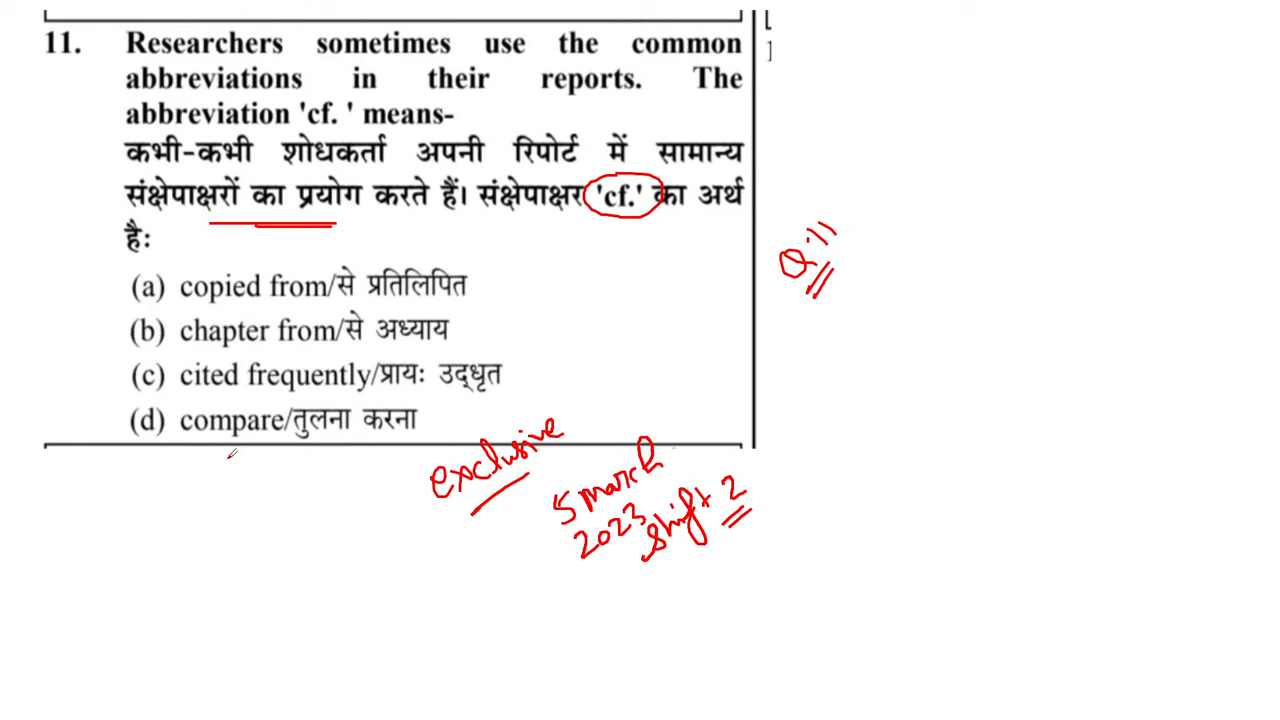 11. Researchers sometimes use the common
abbreviations in their reports. The
abbreviation 'cf. ' means-
कभी-कभी शोधकर्ता अपनी रिपोर्ट में सामान्य
संक्षेपाक्षरों का प्रयोग करते हैं। संक्षेपाक्षर 'cf.' का अर्थ
है:
(a) copied from/से प्रतिलिपित
(b) chapter from/से अध्याय
(c) cited frequently/प्रायः उद्धृत
(d) compare/तुलना करना
exclusive
5 march
2023 shift 2